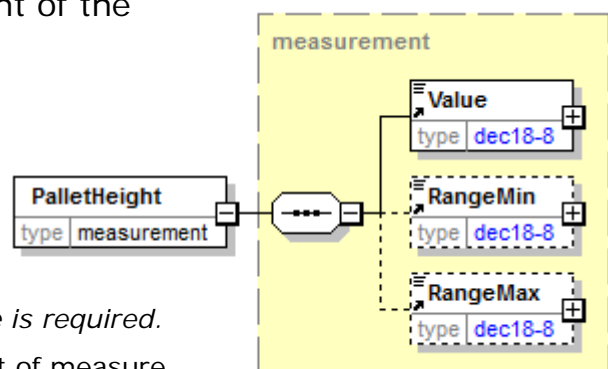 nt of the
measurement
Value
type dec18-8
PalletHeight
type measurement
RangeMin
type dec18-8
RangeMax
type dec18-8
is required.
of measure